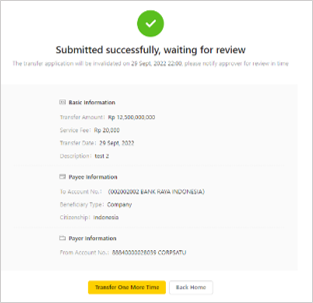 Submitted successfully, waiting for review
The transfer application will be invalidated on 29 Sept, 2022 22:00, please notify approver for review in time
Basic Information
Transfer Amount: Rp 12,500,000,000
Service Fee: Rp 20,000
Transfer Date: 29 Sept, 2022
Description: test 2
Payee Information
To Account No.: (002002002 BANK RAYA INDONESIA)
Beneficiary Type: Company
Citizenship: Indonesia
Payer Information
From Account No.: CORPSATU
Transfer One More Time
Back Home